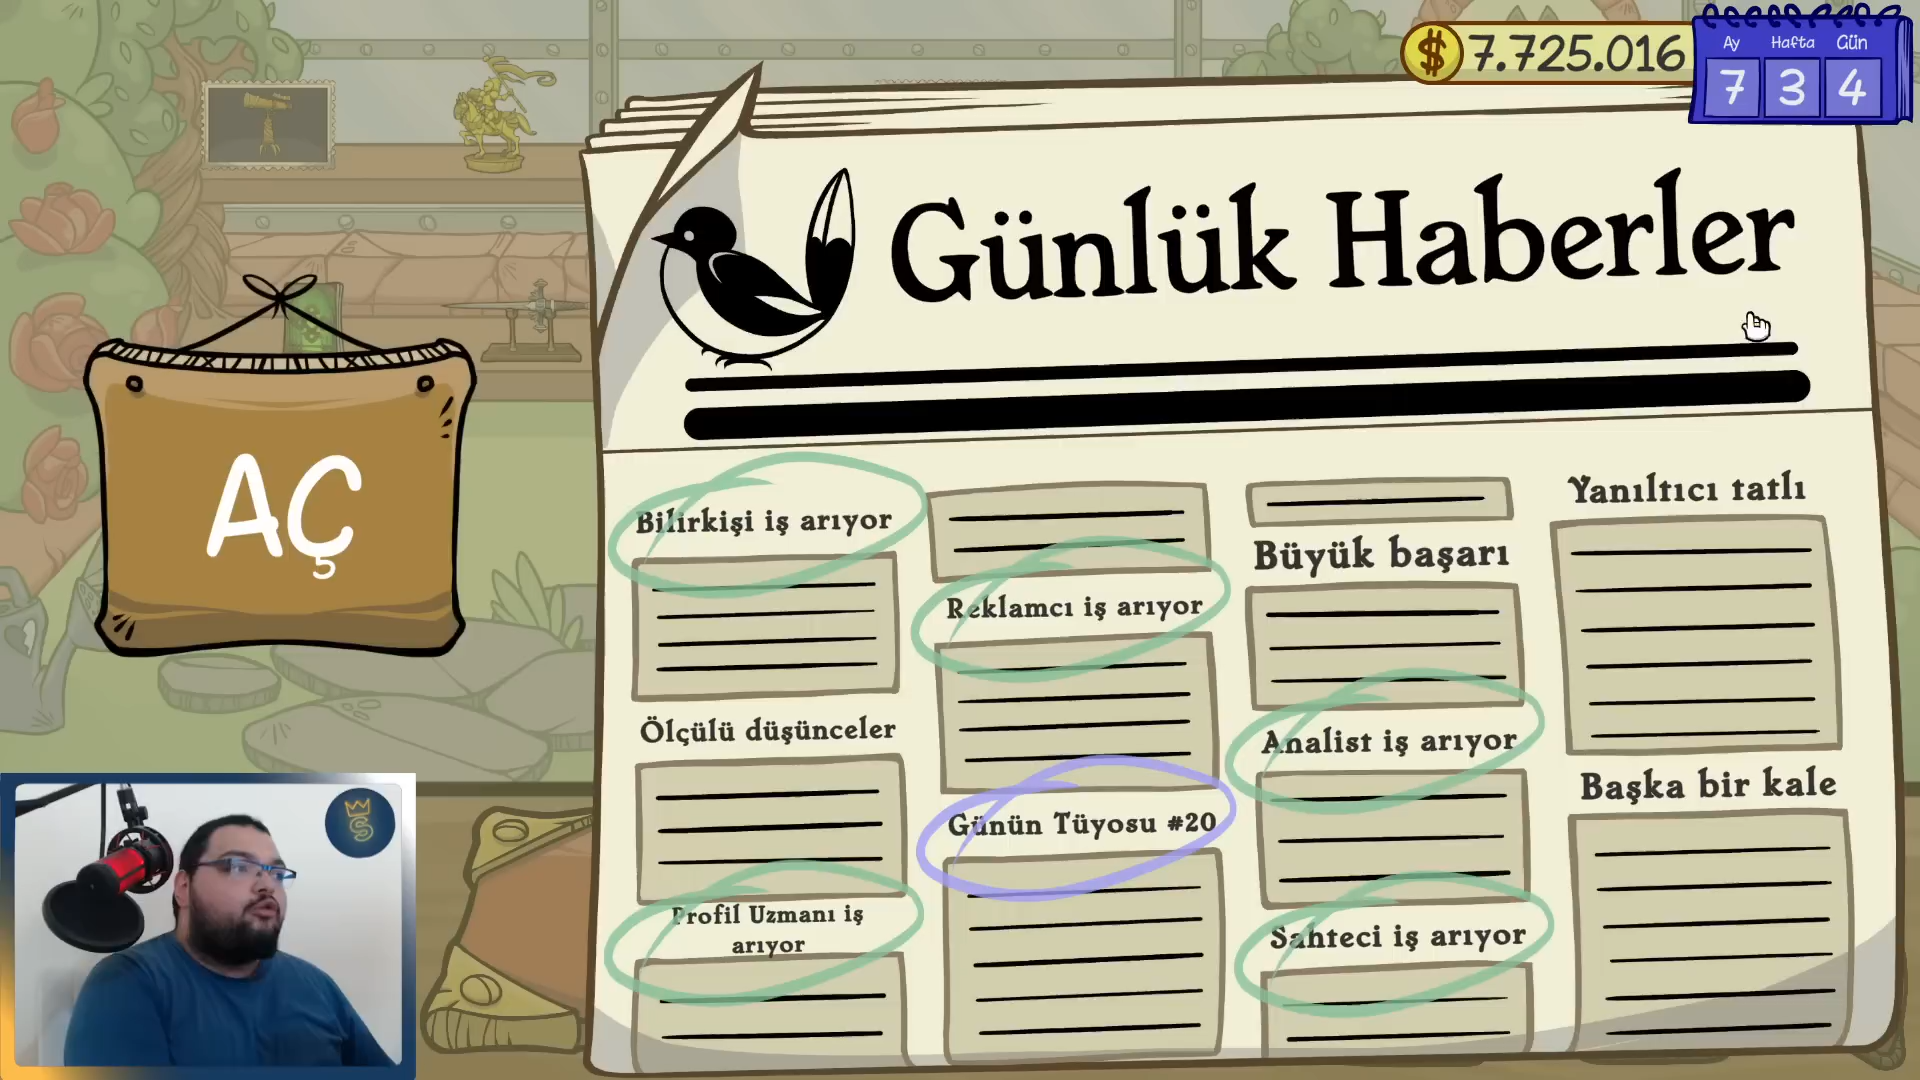 $ 7.725.016
Ay Hafta Gün
7 3 4
Günlük Haberler
AÇ
Bilirkişi iş arıyor
Ölçülü düşünceler
Profil Uzmanı iş
arıyor
Reklamcı iş arıyor
Günün Tüyosu #20
Büyük başarı
Analist iş arıyor
Sahteci iş arıyor
Yanıltıcı tatlı
Başka bir kale